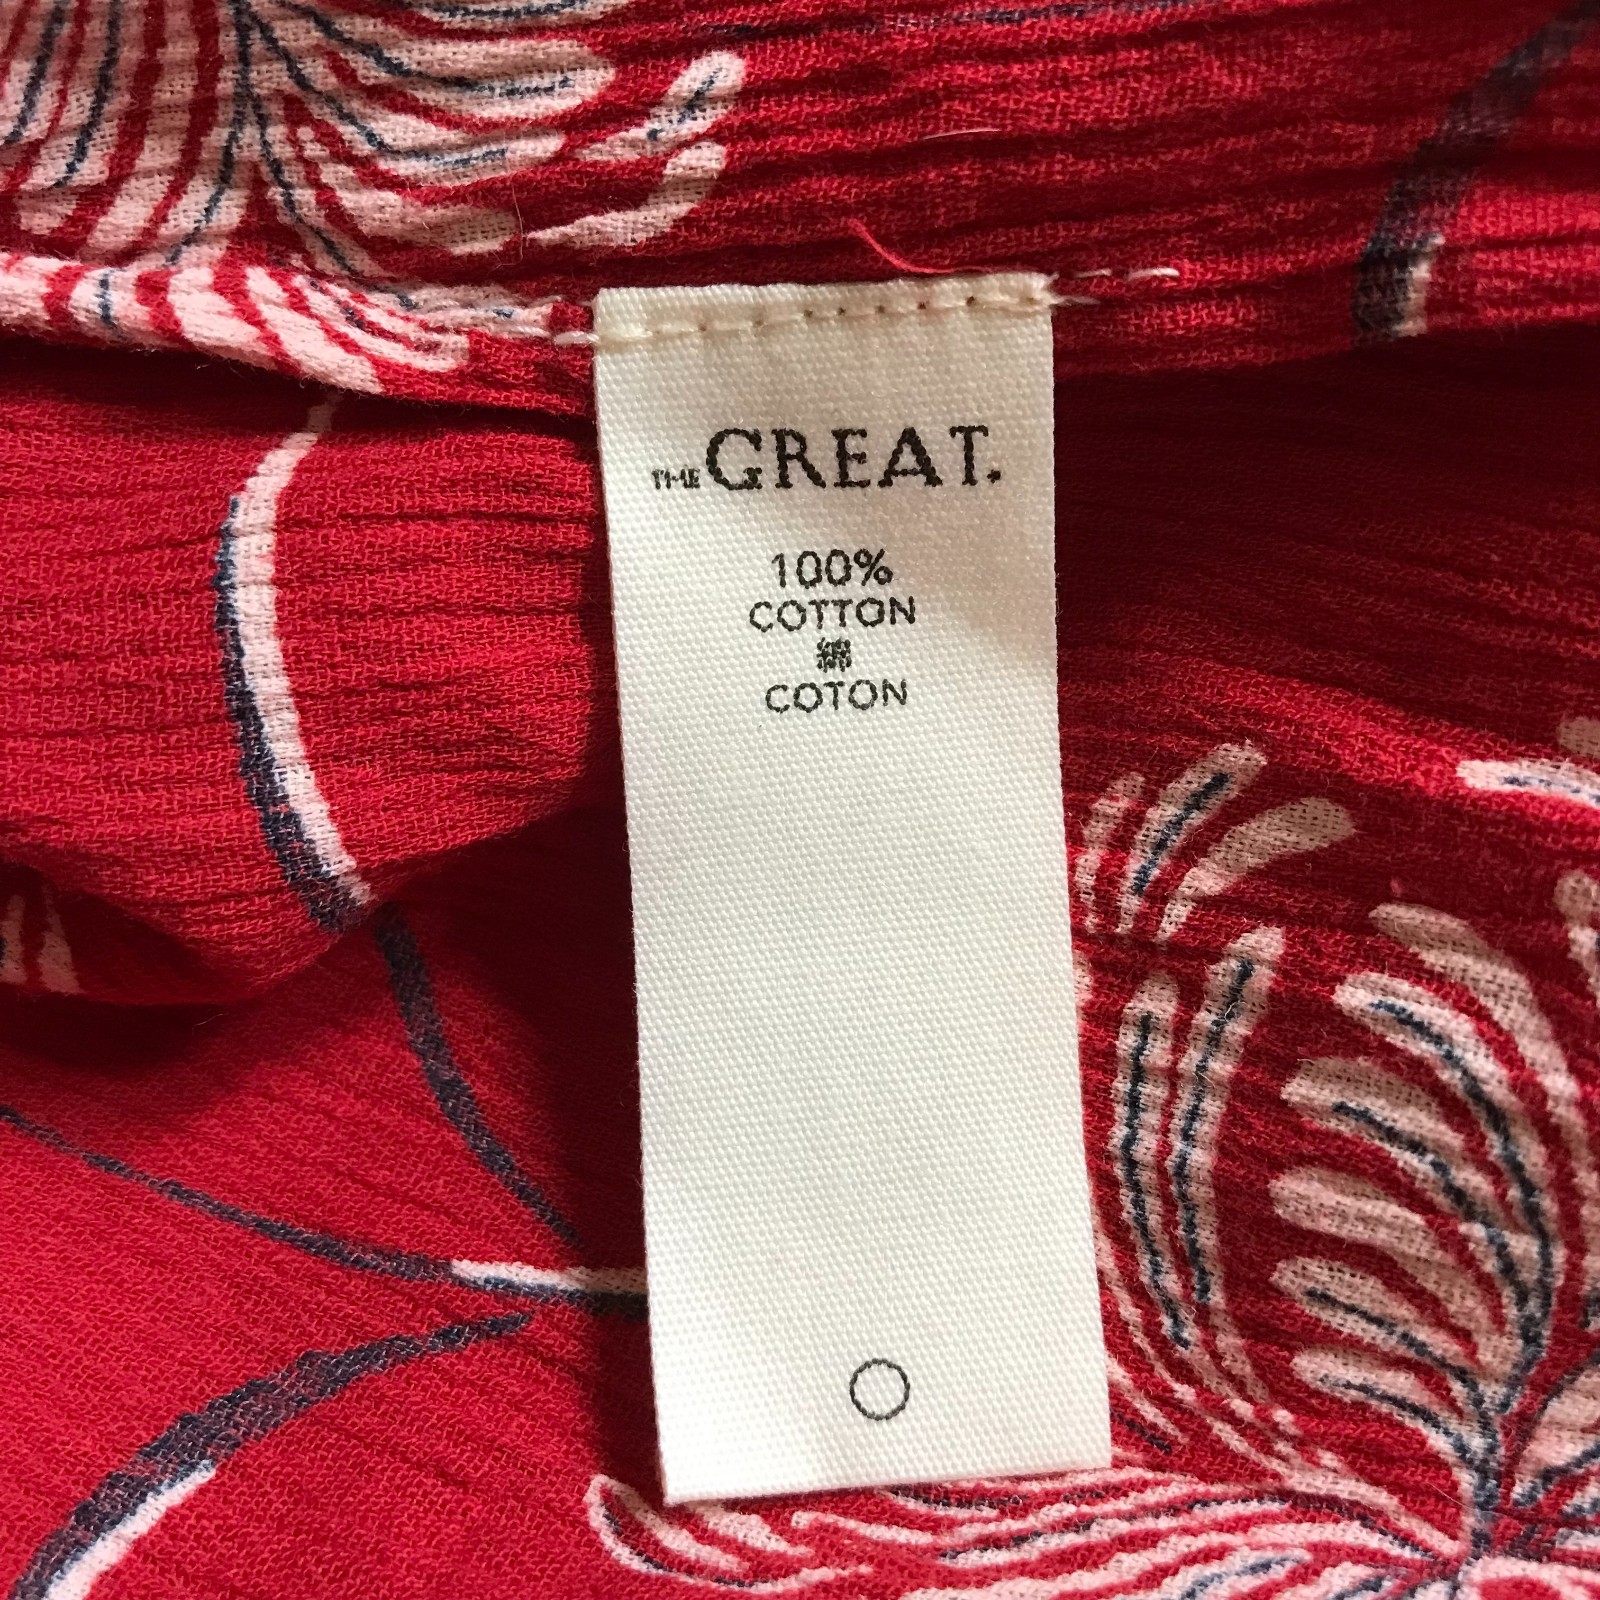 THE GREAT.
100%
COTTON
綿
COTON